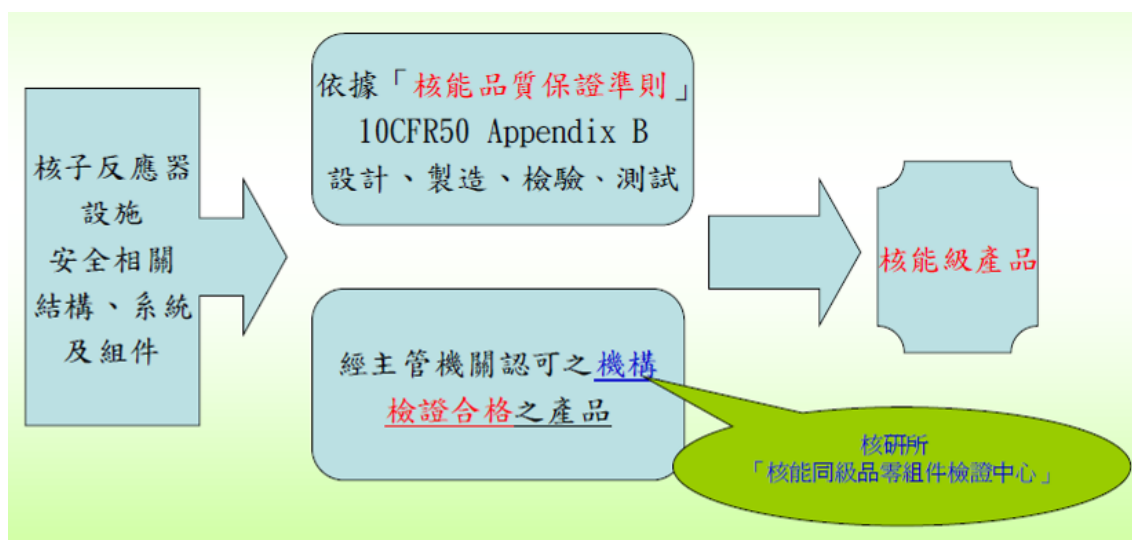 核子反應器
設施
安全相關
結構、系統
及組件
依據「核能品質保證準則」
10CFR50 Appendix B
設計、製造、檢驗、測試
經主管機關認可之機構
檢證合格之產品
核研所
「核能同級品零組件檢證中心」
核能級產品